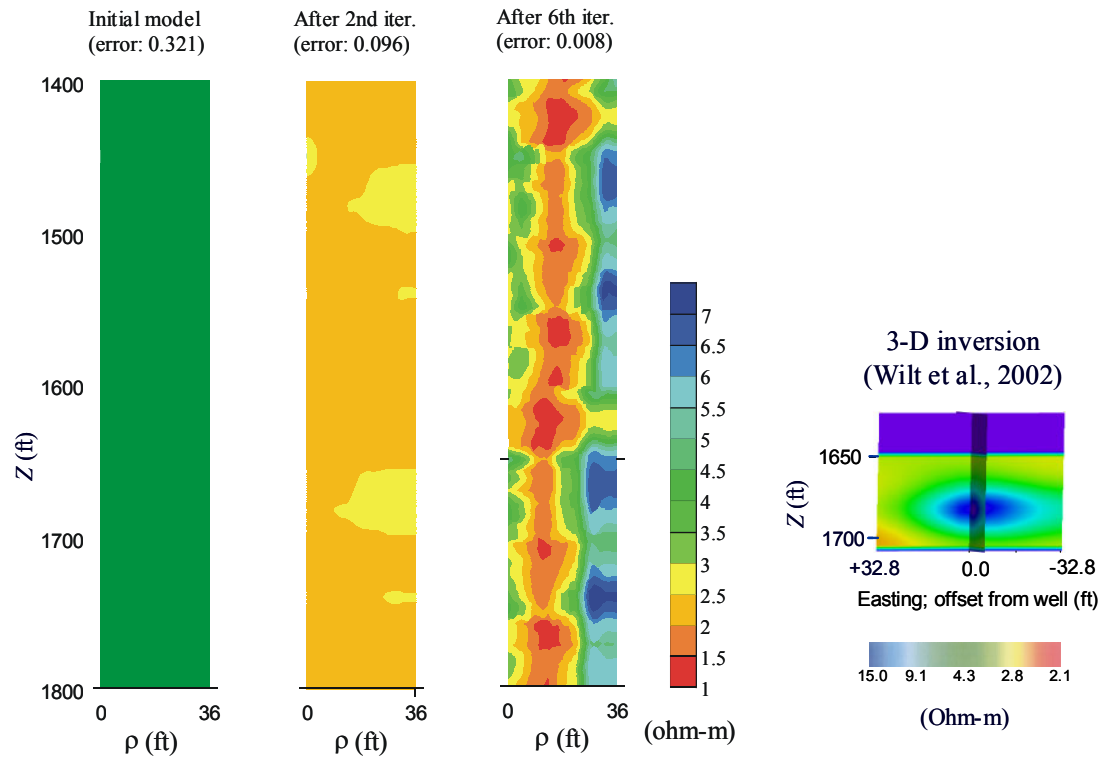 Initial model
(error: 0.321)
After 2nd iter.
(error: 0.096)
After 6th iter.
(error: 0.008)
1400
1500
1600
1700
1800
Z (ft)
0 36
ρ (ft)
0 36
ρ (ft)
0 36
ρ (ft)
7
6.5
6
5.5
5
4.5
4
3.5
3
2.5
2
1.5
1
(ohm-m)
3-D inversion
(Wilt et al., 2002)
1650
1700
Z (ft)
+32.8 0.0 -32.8
Easting; offset from well (ft)
15.0 9.1 4.3 2.8 2.1
(Ohm-m)